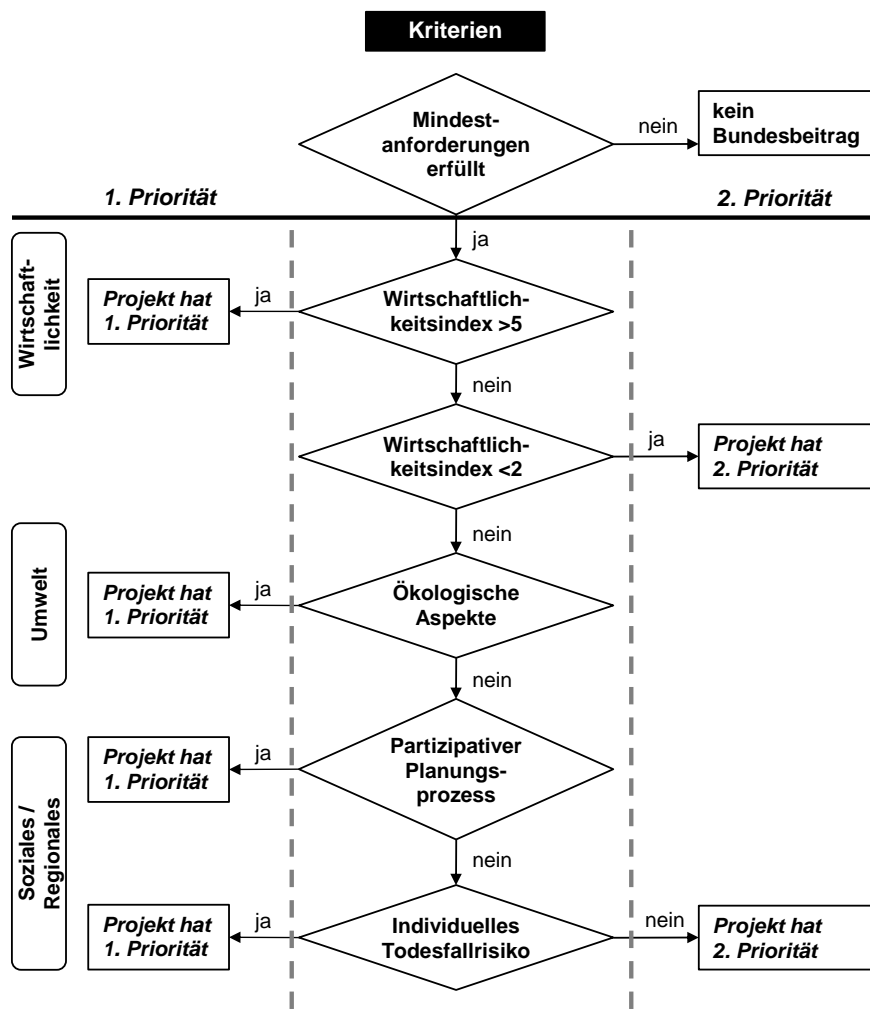 Kriterien
Mindest-
anforderungen
erfüllt
nein
kein
Bundesbeitrag
1. Priorität
2. Priorität
ja
Wirtschaft-
lichkeit
Projekt hat
1. Priorität
ja
Wirtschaftlich-
keitsindex >5
nein
Wirtschaftlich-
keitsindex <2
ja
Projekt hat
2. Priorität
nein
Umwelt
Projekt hat
1. Priorität
ja
Ökologische
Aspekte
nein
Soziales /
Regionales
Projekt hat
1. Priorität
ja
Partizipativer
Planungs-
prozess
nein
Projekt hat
1. Priorität
ja
Individuelles
Todesfallrisiko
nein
Projekt hat
2. Priorität